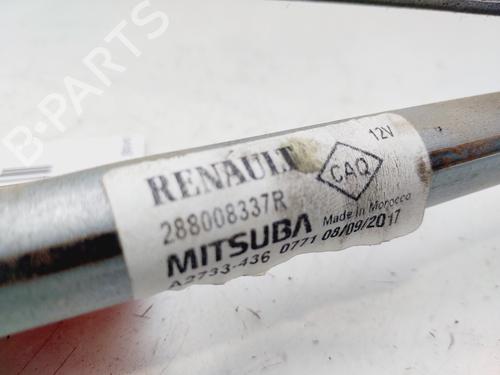 B-PARTS
RENAULT
288008337R
CAQ
12V
MITSUBA
Made in Morocco
A2733-436 0771 08/09/2017